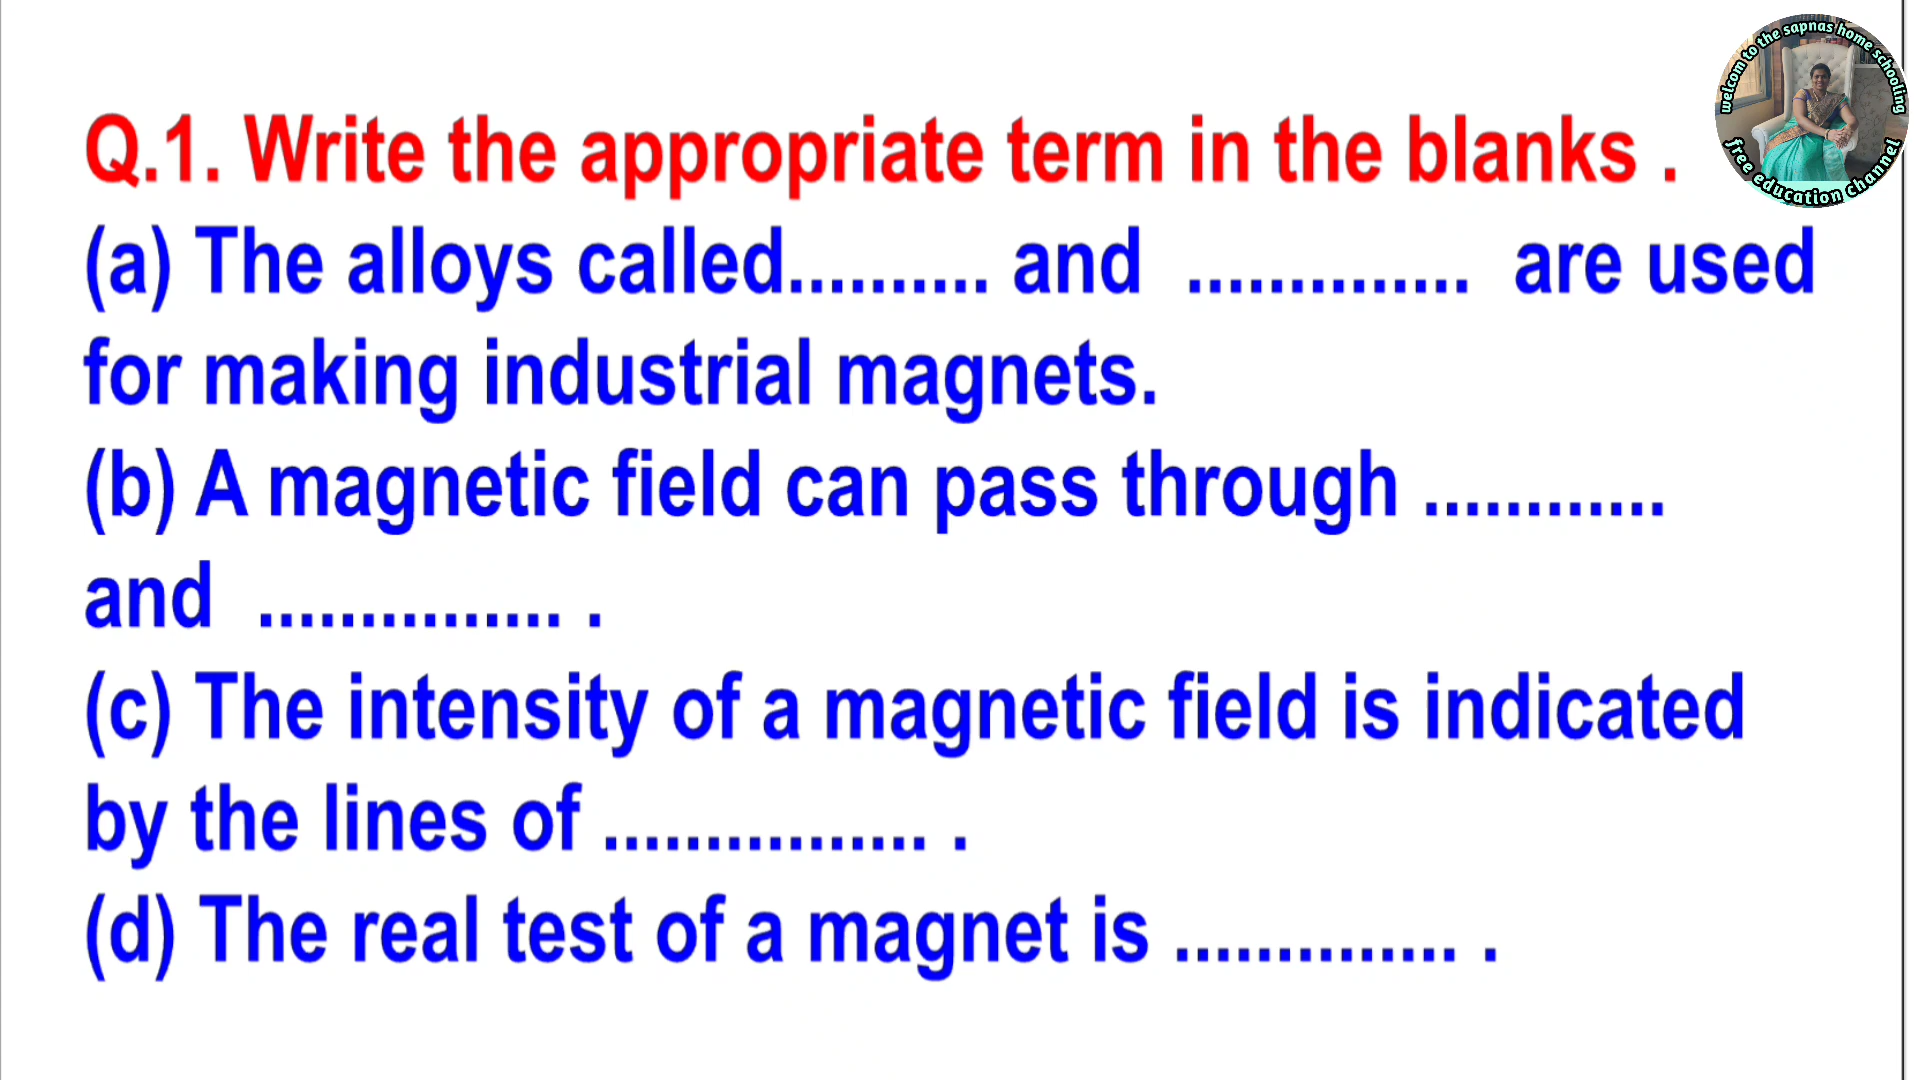 welcom to the sapnas home schooling
free education channel
Q.1. Write the appropriate term in the blanks .
(a) The alloys called.......... and .............. are used
for making industrial magnets.
(b) A magnetic field can pass through ............
and ............... .
(c) The intensity of a magnetic field is indicated
by the lines of ................ .
(d) The real test of a magnet is .............. .